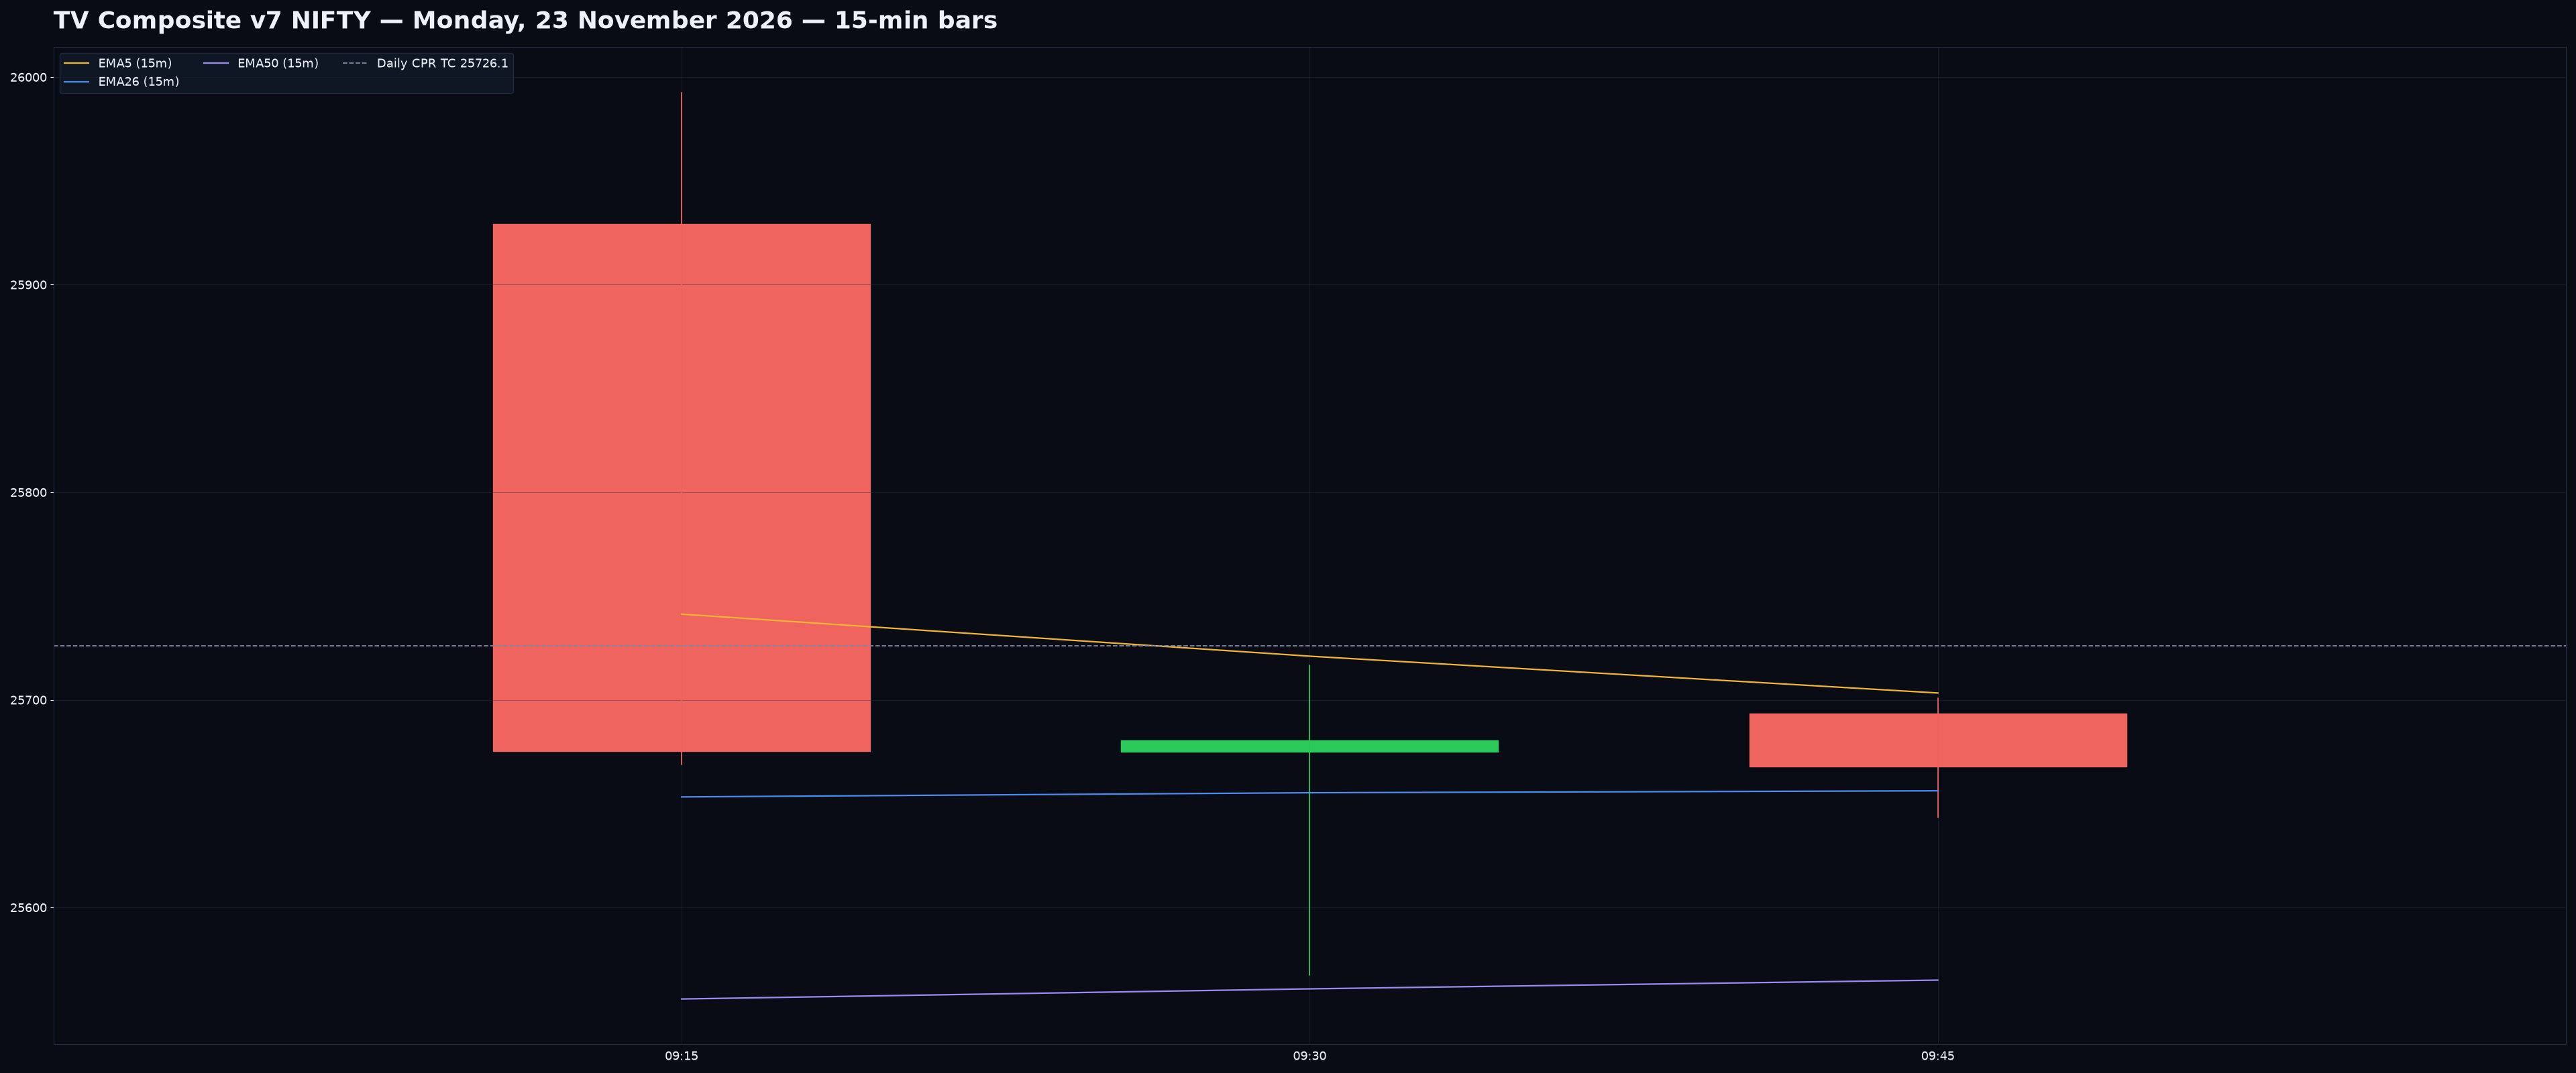 TV Composite v7 NIFTY — Monday, 23 November 2026 — 15-min bars
EMA5 (15m) EMA50 (15m) Daily CPR TC 25726.1
EMA26 (15m)
26000
25900
25800
25700
25600
09:15 09:30 09:45